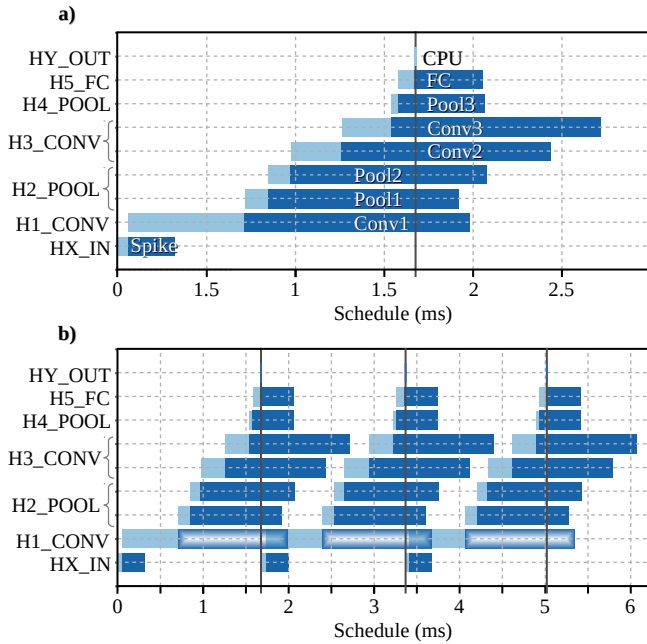 a)
HY_OUT CPU
H5_FC FC
H4_POOL Pool3
H3_CONV Conv3
Conv2
H2_POOL Pool2
Pool1
H1_CONV Conv1
HX_IN Spike
0 1.5 1 1.5 2 2.5
Schedule (ms)
b)
HY_OUT
H5_FC
H4_POOL
H3_CONV
H2_POOL
H1_CONV
HX_IN
0 1 2 3 4 5 6
Schedule (ms)